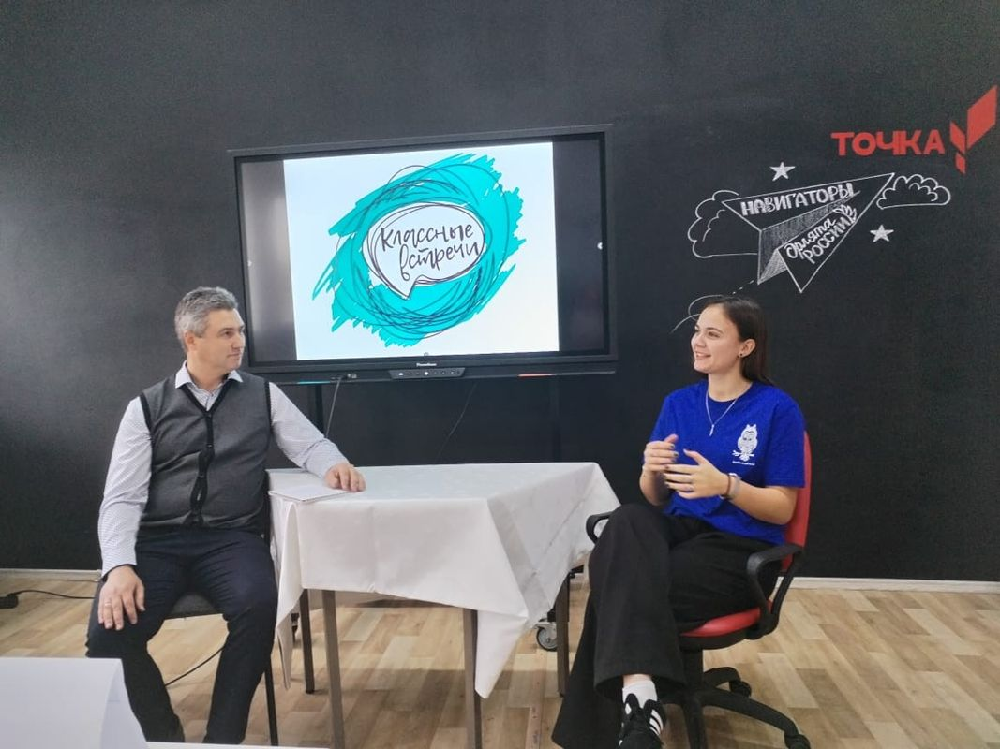 Классные
встречи
ТОЧКА
НАВИГАТОРЫ
Орлята
РОССИИ